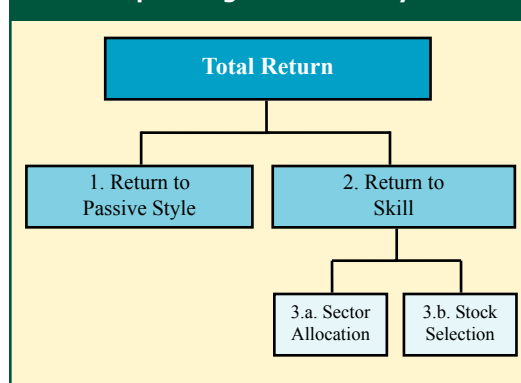 Total Return
1. Return to
Passive Style
2. Return to
Skill
3.a. Sector
Allocation
3.b. Stock
Selection